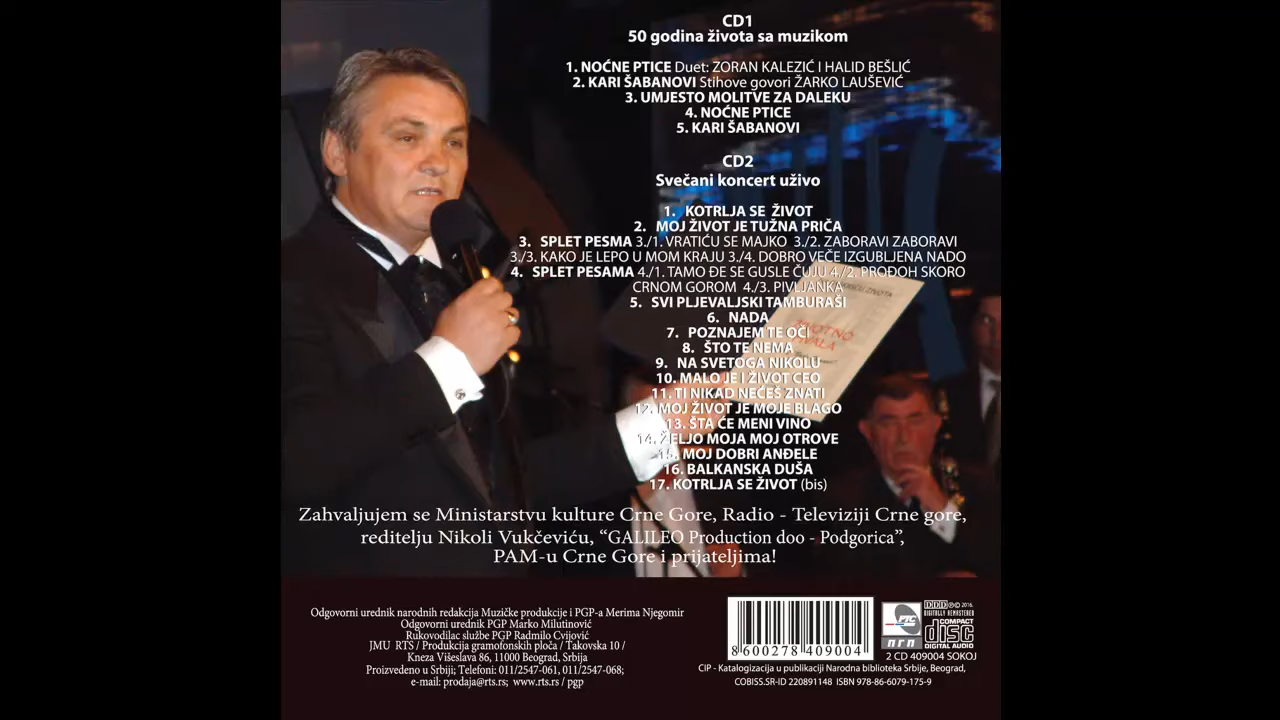 CD1
50 godina života sa muzikom
1. NOĆNE PTICE Duet: ZORAN KALEZIĆ I HALID BEŠLIĆ
2. KARI ŠABANOVI Stihove govori ŽARKO LAUŠEVIĆ
3. UMJESTO MOLITVE ZA DALEKU
4. NOĆNE PTICE
5. KARI ŠABANOVI
CD2
Svečani koncert uživo
1. KOTRLJA SE ŽIVOT
2. MOJ ŽIVOT JE TUŽNA PRIČA
3. SPLET PESMA 3./1. VRATIĆU SE MAJKO 3./2. ZABORAVI ZABORAVI
3./3. KAKO JE LEPO U MOM KRAJU 3./4. DOBRO VEČE IZGUBLJENA NADO
4. SPLET PESAMA 4./1. TAMO ĐE SE GUSLE ČUJU 4./2. PROĐOH SKORO
CRNOM GOROM 4./3. PIVLJANKA
5. SVI PLJEVALJSKI TAMBURAŠI
6. NADA
7. POZNAJEM TE OČI
8. ŠTO TE NEMA
9. NA SVETOGA NIKOLU
10. MALO JE I ŽIVOT CEO
11. TI NIKAD NEĆEŠ ZNATI
12. MOJ ŽIVOT JE MOJE BLAGO
13. ŠTA ĆE MENI VINO
14. ŽELJO MOJA MOJ OTROVE
15. MOJ DOBRI ANĐELE
16. BALKANSKA DUŠA
17. KOTRLJA SE ŽIVOT (bis)
Zahvaljujem se Ministarstvu kulture Crne Gore, Radio - Televiziji Crne gore,
reditelju Nikoli Vukčeviću, “GALILEO Production doo - Podgorica”,
PAM-u Crne Gore i prijateljima!
Odgovorni urednik narodnih redakcija Muzičke produkcije i PGP-a Merima Njegomir
Odgovorni urednik PGP Marko Milutinović
Rukovodilac službe PGP Radmilo Cvijović
JMU RTS / Produkcija gramofonskih ploča / Takovska 10 /
Kneza Višeslava 86, 11000 Beograd, Srbija
Proizvedeno u Srbiji; Telefoni: 011/2547-061, 011/2547-068;
e-mail: prodaja@rts.rs; www.rts.rs / pgp
8600278 409004
РТС
DDD ℗© 2016.
DIGITALLY REMASTERED
COMPACT
disc
DIGITAL AUDIO
2 CD 409004 SOKOJ
CIP - Katalogizacija u publikaciji Narodna biblioteka Srbije, Beograd,
COBISS.SR-ID 220891148 ISBN 978-86-6079-175-9